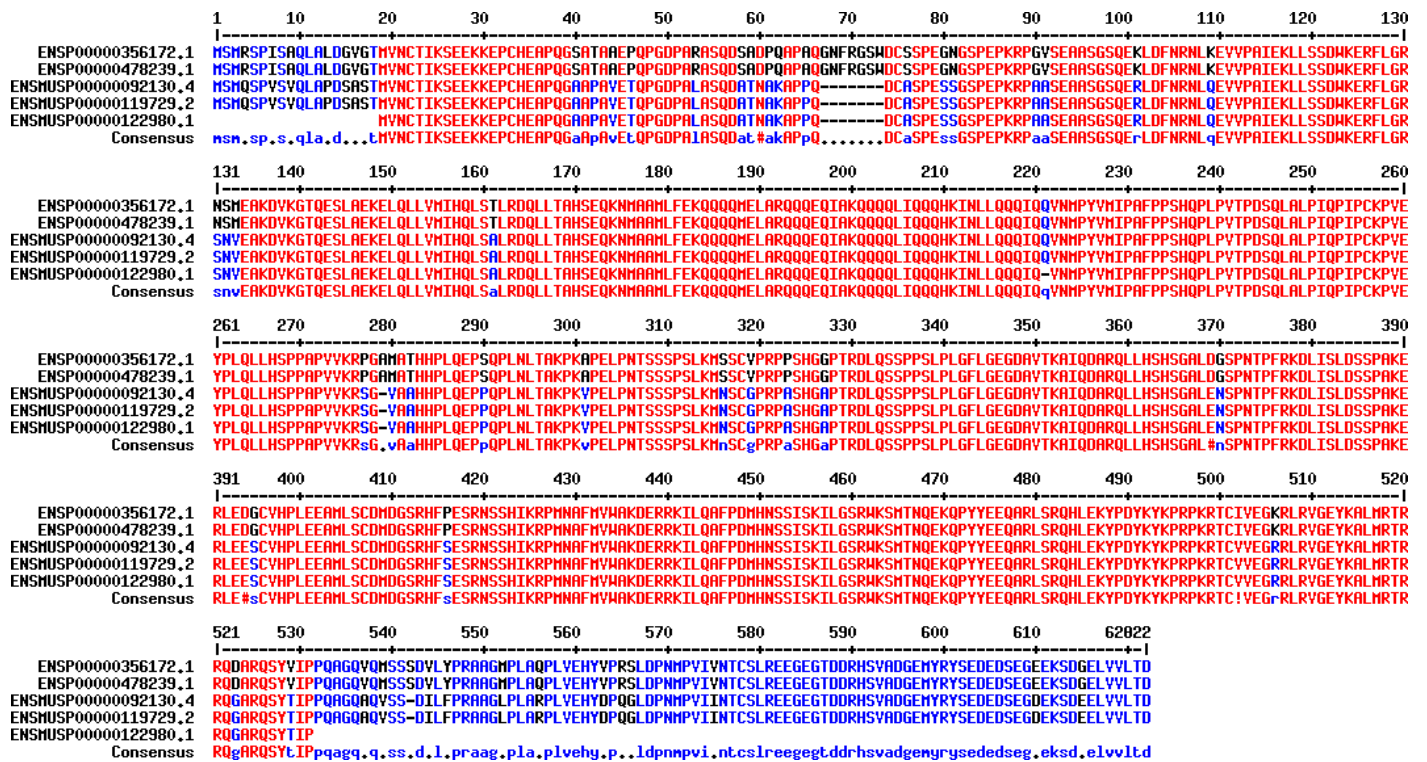 1 10 20 30 40 50 60 70 80 90 100 110 120 130
|--------+---------+---------+---------+---------+---------+---------+---------+---------+---------+---------+---------+---------|
ENSP00000356172.1 MSMRSPISAQLALDGVGTMVNCTIKSEEKKEPCHEAPQGSATAAEPQPGDPARASQDSADPQAPAQGNFRGSWDCSSPEGNGSPEPKRPGVSEAASGSQEKLDFNRNLKEVVPAIEKLLSSDWKERFLGR
ENSP00000478239.1 MSMRSPISAQLALDGVGTMVNCTIKSEEKKEPCHEAPQGSATAAEPQPGDPARASQDSADPQAPAQGNFRGSWDCSSPEGNGSPEPKRPGVSEAASGSQEKLDFNRNLKEVVPAIEKLLSSDWKERFLGR
ENSMUSP00000092130.4 MSMQSPVSVQLAPDSASTMVNCTIKSEEKKEPCHEAPQGAAPAVETQPGDPALASQDATNAKAPPQ-------DCASPESSGSPEPKRPAASEAASGSQERLDFNRNLQEVVPAIEKLLSSDWKERFLGR
ENSMUSP00000119729.2 MSMQSPVSVQLAPDSASTMVNCTIKSEEKKEPCHEAPQGAAPAVETQPGDPALASQDATNAKAPPQ-------DCASPESSGSPEPKRPAASEAASGSQERLDFNRNLQEVVPAIEKLLSSDWKERFLGR
ENSMUSP00000122980.1 MVNCTIKSEEKKEPCHEAPQGAAPAVETQPGDPALASQDATNAKAPPQ-------DCASPESSGSPEPKRPAASEAASGSQERLDFNRNLQEVVPAIEKLLSSDWKERFLGR
Consensus msm.sp.s.qla.d...tMVNCTIKSEEKKEPCHEAPQGaApAvEtQPGDPAlASQDat#akAPpQ.......DCaSPEssGSPEPKRPaaSEAASGSQErLDFNRNLqEVVPAIEKLLSSDWKERFLGR
131 140 150 160 170 180 190 200 210 220 230 240 250 260
|--------+---------+---------+---------+---------+---------+---------+---------+---------+---------+---------+---------+---------|
ENSP00000356172.1 NSMEAKDVKGTQESLAEKELQLLVMIHQLSTLRDQLLTAHSEQKNMAAMLFEKQQQQMELARQQQEQIAKQQQQLIQQQHKINLLQQQIQQVNMPYVMIPAFPPSHQPLPVTPDSQLALPIQPIPCKPVE
ENSP00000478239.1 NSMEAKDVKGTQESLAEKELQLLVMIHQLSTLRDQLLTAHSEQKNMAAMLFEKQQQQMELARQQQEQIAKQQQQLIQQQHKINLLQQQIQQVNMPYVMIPAFPPSHQPLPVTPDSQLALPIQPIPCKPVE
ENSMUSP00000092130.4 SNVEAKDVKGTQESLAEKELQLLVMIHQLSALRDQLLTAHSEQKNMAAMLFEKQQQQMELARQQQEQIAKQQQQLIQQQHKINLLQQQIQQVNMPYVMIPAFPPSHQPLPVTPDSQLALPIQPIPCKPVE
ENSMUSP00000119729.2 SNVEAKDVKGTQESLAEKELQLLVMIHQLSALRDQLLTAHSEQKNMAAMLFEKQQQQMELARQQQEQIAKQQQQLIQQQHKINLLQQQIQQVNMPYVMIPAFPPSHQPLPVTPDSQLALPIQPIPCKPVE
ENSMUSP00000122980.1 SNVEAKDVKGTQESLAEKELQLLVMIHQLSALRDQLLTAHSEQKNMAAMLFEKQQQQMELARQQQEQIAKQQQQLIQQQHKINLLQQQIQ-VNMPYVMIPAFPPSHQPLPVTPDSQLALPIQPIPCKPVE
Consensus snvEAKDVKGTQESLAEKELQLLVMIHQLSaLRDQLLTAHSEQKNMAAMLFEKQQQQMELARQQQEQIAKQQQQLIQQQHKINLLQQQIQqVNMPYVMIPAFPPSHQPLPVTPDSQLALPIQPIPCKPVE
261 270 280 290 300 310 320 330 340 350 360 370 380 390
|--------+---------+---------+---------+---------+---------+---------+---------+---------+---------+---------+---------+---------|
ENSP00000356172.1 YPLQLLHSPPAPVVKRPGAMATHHPLQEPSQPLNLTAKPKAPELPNTSSSPSLKMSSCVPRPPSHGGPTRDLQSSPPSLPLGFLGEGDAVTKAIQDARQLLHSHSGALDGSPNTPFRKDLISLDSSPAKE
ENSP00000478239.1 YPLQLLHSPPAPVVKRPGAMATHHPLQEPSQPLNLTAKPKAPELPNTSSSPSLKMSSCVPRPPSHGGPTRDLQSSPPSLPLGFLGEGDAVTKAIQDARQLLHSHSGALDGSPNTPFRKDLISLDSSPAKE
ENSMUSP00000092130.4 YPLQLLHSPPAPVVKRSG-VAAHHPLQEPPQPLNLTAKPKVPELPNTSSSPSLKMNSCGPRPASHGAPTRDLQSSPPSLPLGFLGEGDAVTKAIQDARQLLHSHSGALENSPNTPFRKDLISLDSSPAKE
ENSMUSP00000119729.2 YPLQLLHSPPAPVVKRSG-VAAHHPLQEPPQPLNLTAKPKVPELPNTSSSPSLKMNSCGPRPASHGAPTRDLQSSPPSLPLGFLGEGDAVTKAIQDARQLLHSHSGALENSPNTPFRKDLISLDSSPAKE
ENSMUSP00000122980.1 YPLQLLHSPPAPVVKRSG-VAAHHPLQEPPQPLNLTAKPKVPELPNTSSSPSLKMNSCGPRPASHGAPTRDLQSSPPSLPLGFLGEGDAVTKAIQDARQLLHSHSGALENSPNTPFRKDLISLDSSPAKE
Consensus YPLQLLHSPPAPVVKRsG.vAaHHPLQEPpQPLNLTAKPKvPELPNTSSSPSLKMnSCgPRPaSHGaPTRDLQSSPPSLPLGFLGEGDAVTKAIQDARQLLHSHSGAL#nSPNTPFRKDLISLDSSPAKE
391 400 410 420 430 440 450 460 470 480 490 500 510 520
|--------+---------+---------+---------+---------+---------+---------+---------+---------+---------+---------+---------+---------|
ENSP00000356172.1 RLEDGCVHPLEEAMLSCDMDGSRHFPESRNSSHIKRPMNAFMVWAKDERRKILQAFPDMHNSSISKILGSRWKSMTNQEKQPYYEEQARLSRQHLEKYPDYKYKPRPKRTCIVEGKRLRVGEYKALMRTR
ENSP00000478239.1 RLEDGCVHPLEEAMLSCDMDGSRHFPESRNSSHIKRPMNAFMVWAKDERRKILQAFPDMHNSSISKILGSRWKSMTNQEKQPYYEEQARLSRQHLEKYPDYKYKPRPKRTCIVEGKRLRVGEYKALMRTR
ENSMUSP00000092130.4 RLEESCVHPLEEAMLSCDMDGSRHFSESRNSSHIKRPMNAFMVWAKDERRKILQAFPDMHNSSISKILGSRWKSMTNQEKQPYYEEQARLSRQHLEKYPDYKYKPRPKRTCVVEGRRLRVGEYKALMRTR
ENSMUSP00000119729.2 RLEESCVHPLEEAMLSCDMDGSRHFSESRNSSHIKRPMNAFMVWAKDERRKILQAFPDMHNSSISKILGSRWKSMTNQEKQPYYEEQARLSRQHLEKYPDYKYKPRPKRTCVVEGRRLRVGEYKALMRTR
ENSMUSP00000122980.1 RLEESCVHPLEEAMLSCDMDGSRHFSESRNSSHIKRPMNAFMVWAKDERRKILQAFPDMHNSSISKILGSRWKSMTNQEKQPYYEEQARLSRQHLEKYPDYKYKPRPKRTCVVEGRRLRVGEYKALMRTR
Consensus RLE#sCVHPLEEAMLSCDMDGSRHFsESRNSSHIKRPMNAFMVWAKDERRKILQAFPDMHNSSISKILGSRWKSMTNQEKQPYYEEQARLSRQHLEKYPDYKYKPRPKRTC!VEGrRLRVGEYKALMRTR
521 530 540 550 560 570 580 590 600 610 62822
|--------+---------+---------+---------+---------+---------+---------+---------+---------+---------+-|
ENSP00000356172.1 RQDARQSYVIPPQAGQVQMSSSDVLYPRAAGMPLAQPLVEHYVPRSLDPNMPVIVNTCSLREEGEGTDDRHSVADGEMYRYSEDEDSEGEEKSDGELVVLTD
ENSP00000478239.1 RQDARQSYVIPPQAGQVQMSSSDVLYPRAAGMPLAQPLVEHYVPRSLDPNMPVIVNTCSLREEGEGTDDRHSVADGEMYRYSEDEDSEGEEKSDGELVVLTD
ENSMUSP00000092130.4 RQGARQSYTIPPQAGQAQVSS-DILFPRAAGLPLARPLVEHYDPQGLDPNMPVIINTCSLREEGEGTDDRHSVADGEMYRYSEDEDSEGDEKSDEELVVLTD
ENSMUSP00000119729.2 RQGARQSYTIPPQAGQAQVSS-DILFPRAAGLPLARPLVEHYDPQGLDPNMPVIINTCSLREEGEGTDDRHSVADGEMYRYSEDEDSEGDEKSDEELVVLTD
ENSMUSP00000122980.1 RQGARQSYTIP
Consensus RQgARQSYtIPpqagq.q.ss.d.l.praag.pla.plvehy.p..ldpnmpvi.ntcslreegegtddrhsvadgemyrysededseg.eksd.elvvltd